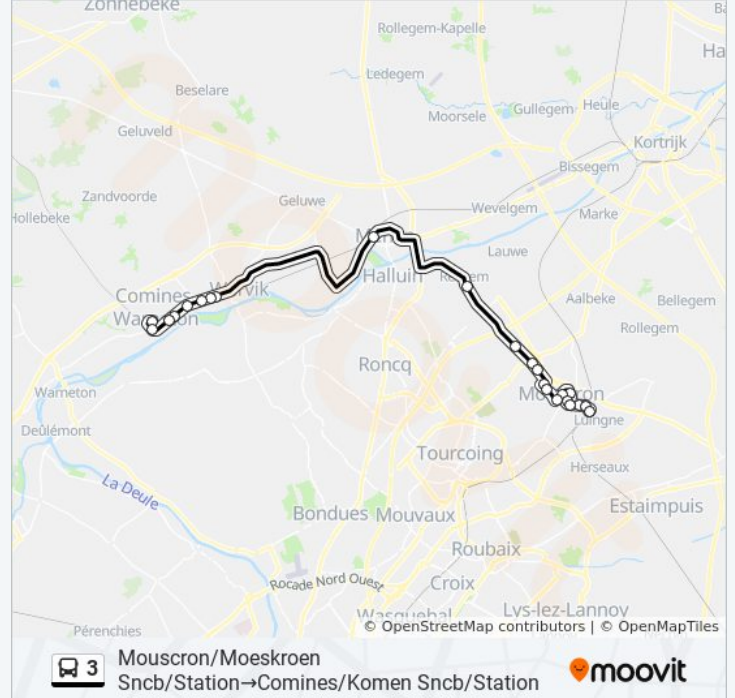 Zonnebeke
Rollegem-Kapelle
Ledegem
Beselare
Moorsele
Gullegem
Heule
Geluveld
Kortrijk
Bissegem
Zandvoorde
Geluwe
Wevelgem
Marke
Hollebeke
Lauwe
Halluin
Comines-
Aalbeke
Bellegem
Rollegem
Roncq
Wameton
Luingne
Deûlémont
Tourcoing
Herseaux
La Deule
Estaimpuis
Bondues
Mouvaux
Roubaix
Rocade Nord Ouest
Croix
Wasquehal
Lys-lez-Lannoy
Pérenchies
© OpenStreetMap contributors | © OpenMapTiles
3
Mouscron/Moeskroen
Sncb/Station→Comines/Komen Sncb/Station
moovit